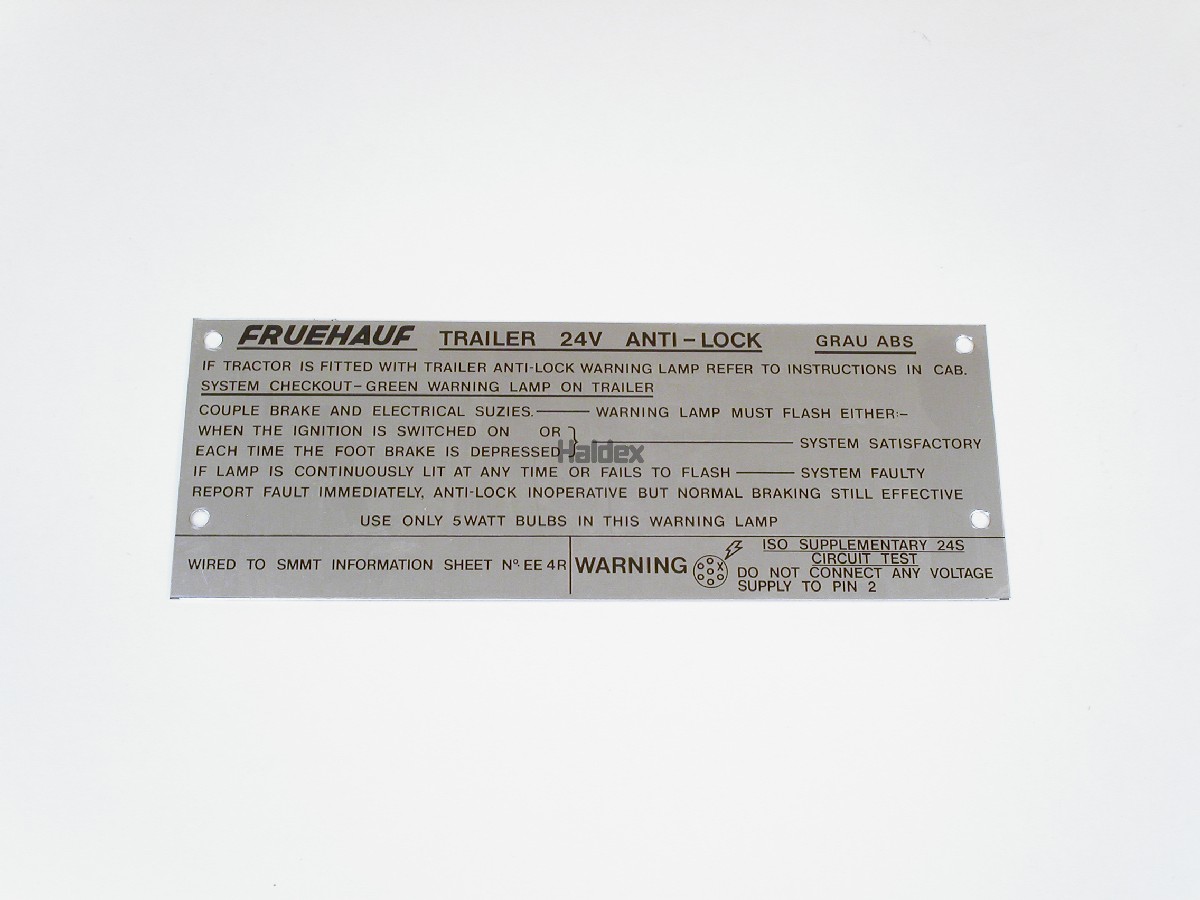 FRUEHAUF TRAILER 24V ANTI-LOCK GRAU ABS
IF TRACTOR IS FITTED WITH TRAILER ANTI-LOCK WARNING LAMP REFER TO INSTRUCTIONS IN CAB.
SYSTEM CHECKOUT-GREEN WARNING LAMP ON TRAILER
COUPLE BRAKE AND ELECTRICAL SUZIES. WARNING LAMP MUST FLASH EITHER:-
WHEN THE IGNITION IS SWITCHED ON OR
EACH TIME THE FOOT BRAKE IS DEPRESSED SYSTEM SATISFACTORY
Haldex
IF LAMP IS CONTINUOUSLY LIT AT ANY TIME OR FAILS TO FLASH SYSTEM FAULTY
REPORT FAULT IMMEDIATELY, ANTI-LOCK INOPERATIVE BUT NORMAL BRAKING STILL EFFECTIVE
USE ONLY 5WATT BULBS IN THIS WARNING LAMP
WIRED TO SMMT INFORMATION SHEET Nº. EE 4R
WARNING
ISO SUPPLEMENTARY 24S
CIRCUIT TEST
DO NOT CONNECT ANY VOLTAGE
SUPPLY TO PIN 2